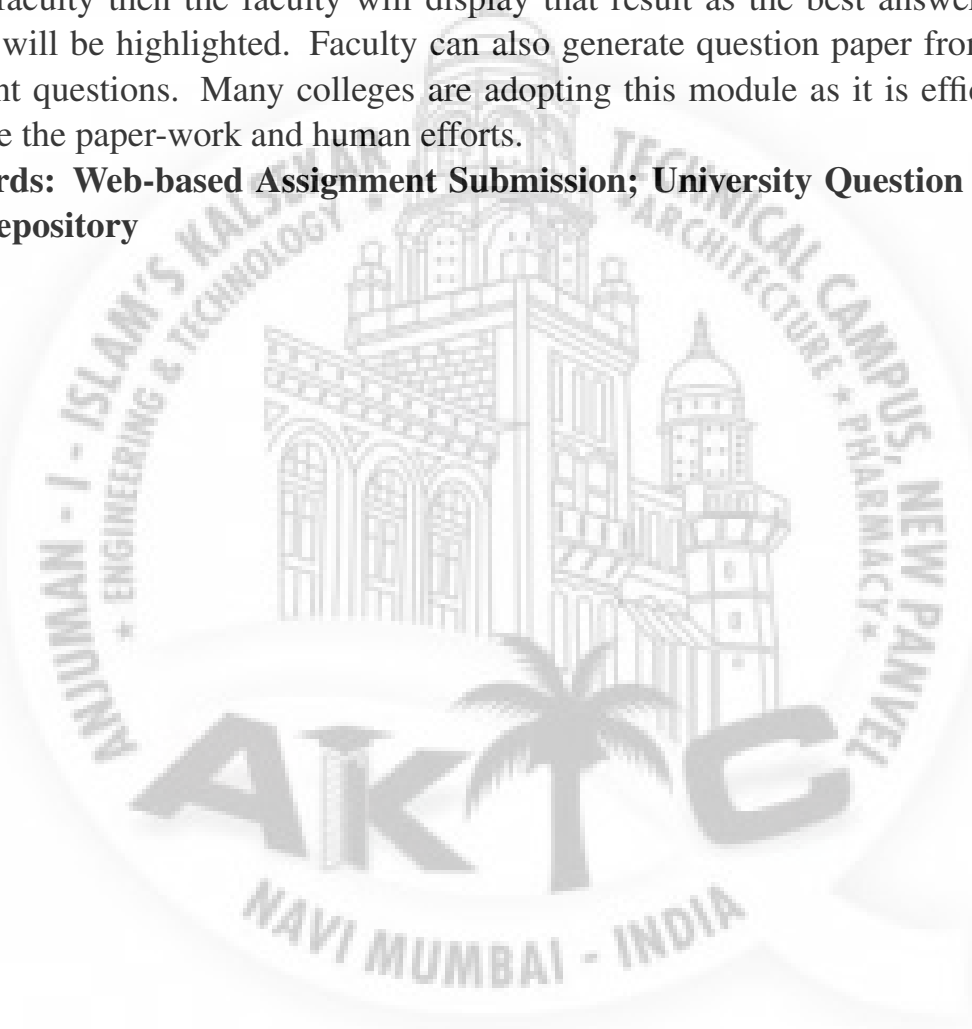 faculty then the faculty will display that result as the best answer
will be highlighted. Faculty can also generate question paper from
nt questions. Many colleges are adopting this module as it is effic
e the paper-work and human efforts.
rds: Web-based Assignment Submission; University Question
epository
ANJUMAN - I - ISLAM'S KALSEKAR TECHNICAL CAMPUS, NEW PANVEL
* ENGINEERING & TECHNOLOGY * ARCHITECTURE * PHARMACY *
AKTC
NAVI MUMBAI - INDIA